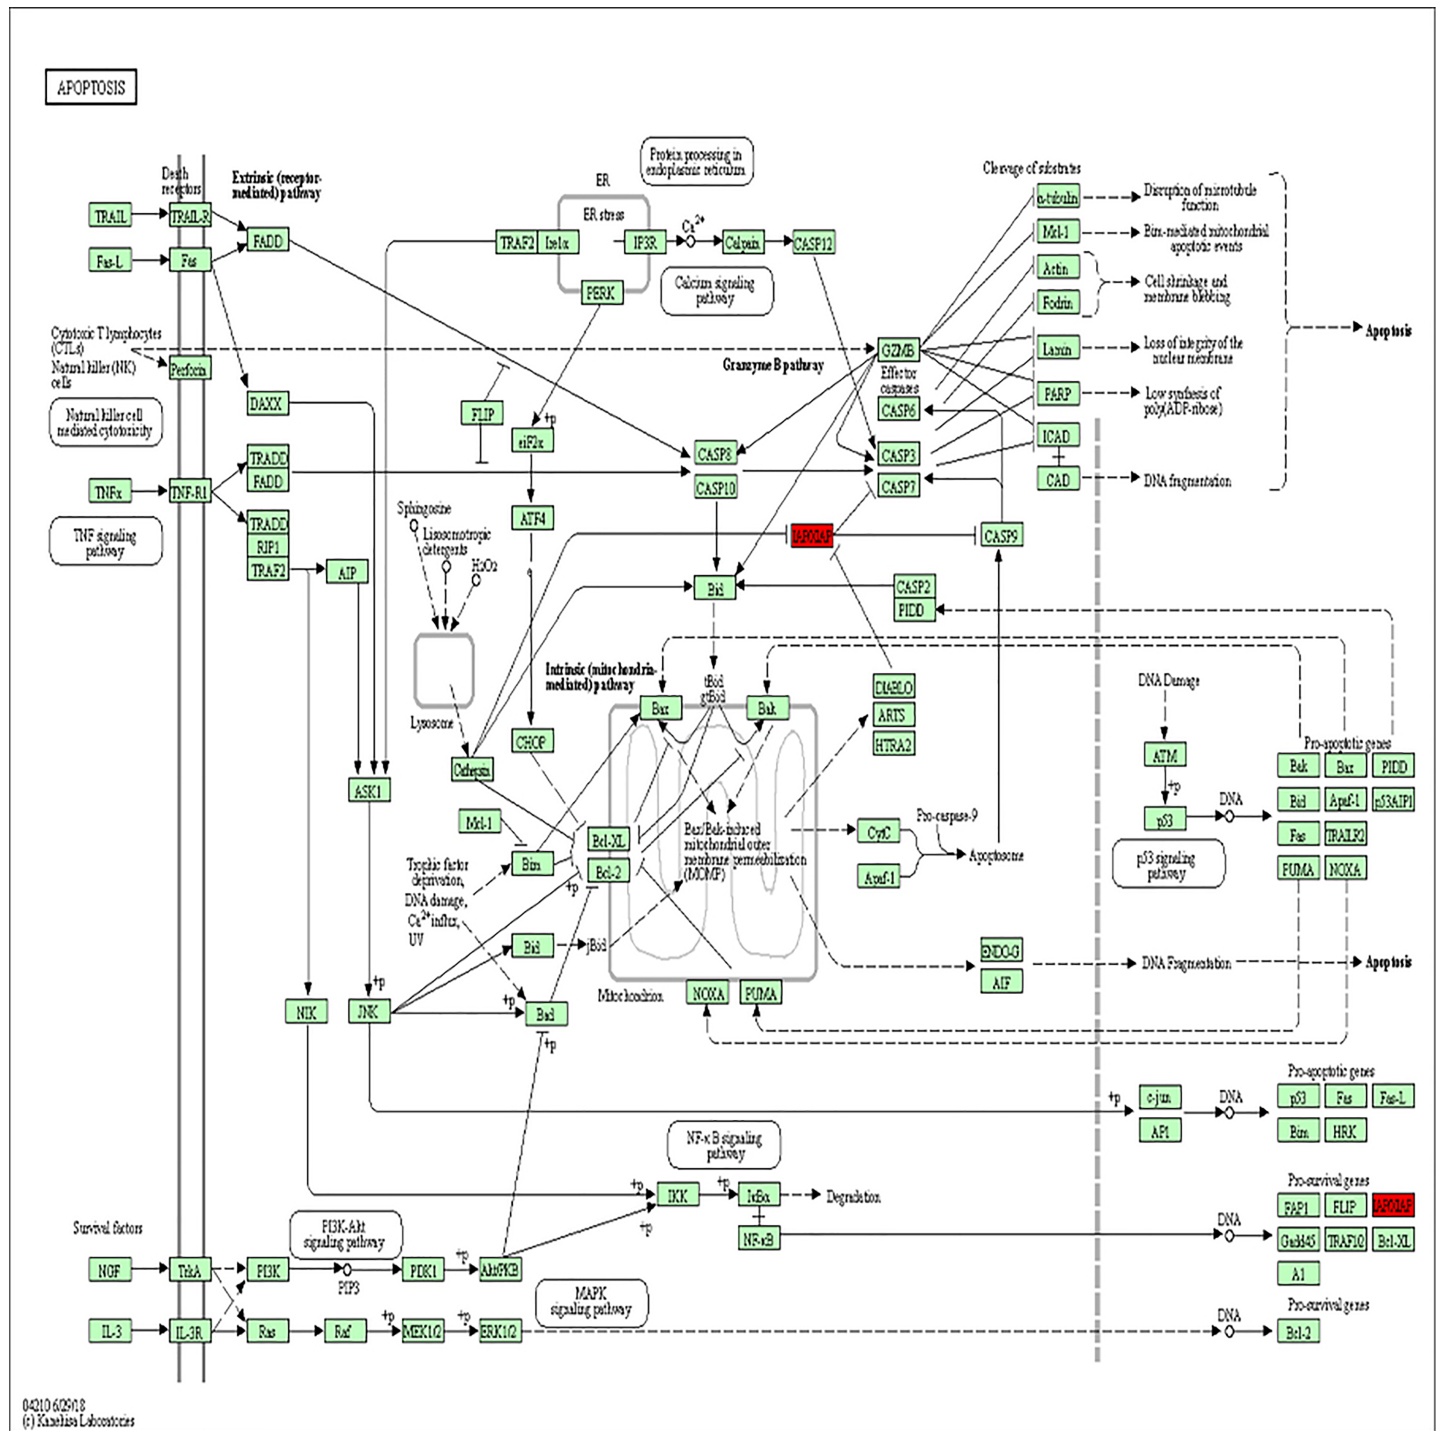 APOPTOSIS
Protein processing in
endoplasmic reticulum
Death
receptors
Extrinsic (receptor-
mediated) pathway
ER
ER stress
Cleavage of substrates
TRAIL
TRAIL-R
FADD
Fas-L
Fas
TRAF2
Ire1α
IP3R
Ca2+
Calpain
CASP12
PERK
Calcium signaling
pathway
α-tubulin
Disruption of microtubule
function
Mcl-1
Bim-mediated mitochondrial
apoptotic events
Actin
Fodrin
Cell shrinkage and
membrane blebbing
Apoptosis
Lamin
Loss of integrity of the
nuclear membrane
PARP
Low synthesis of
poly(ADP-ribose)
ICAD
CAD
DNA fragmentation
Cytotoxic T lymphocytes
(CTLs)
Natural killer (NK)
cells
Perforin
Granzyme B pathway
GZMB
Effector
caspases
CASP6
CASP3
CASP7
Natural killer cell
mediated cytotoxicity
DAXX
FLIP
+p
eIF2α
CASP8
CASP10
TRADD
FADD
TNFα
TNF-R1
TRADD
RIP1
TRAF2
AIP
TNF signaling
pathway
ATF4
e
Sphingosine
Lisosomotropic
detergents
H2O2
CASP9
Bid
CASP2
PIDD
Lysosome
Intrinsic (mitochondria-
mediated) pathway
tBid
gtBid
Bax
Bak
DIABLO
ARTS
HTRA2
CHOP
Cathepsin
ASK1
DNA Damage
ATM
+p
p53
DNA
p53 signaling
pathway
Pro-apoptotic genes
Bak
Bax
PIDD
Bid
Apaf-1
p53AIP1
Fas
TRAILR2
PUMA
NOXA
Mcl-1
Bim
Bcl-XL
Bcl-2
+p
Bax/Bak-induced
mitochondrial outer
membrane permeabilization
(MOMP)
CytC
Apaf-1
Pro-caspase-9
Apoptosome
Trophic factor
deprivation,
DNA damage,
Ca2+ influx,
UV
Bid
jBid
Mitochondrion
NOXA
PUMA
ENDO-G
AIF
DNA Fragmentation
Apoptosis
NIK
+p
JNK
+p
Bad
+p
+p
c-jun
AP1
DNA
Pro-apoptotic genes
p53
Fas
Fas-L
Bim
HRK
NF-κB signaling
pathway
+p
IKK
+p
IκBα
Degradation
+p
NF-κB
DNA
Pro-survival genes
FAP1
FLIP
Gadd45
TRAF1/2
Bcl-XL
A1
Survival factors
PI3K-Akt
signaling pathway
NGF
TrkA
PI3K
PIP3
PDK1
+p
Akt/PKB
MAPK
signaling pathway
IL-3
IL-3R
Ras
Raf
+p
MEK1/2
+p
ERK1/2
DNA
Pro-survival genes
Bcl-2
04210 6/29/18
(c) Kanehisa Laboratories